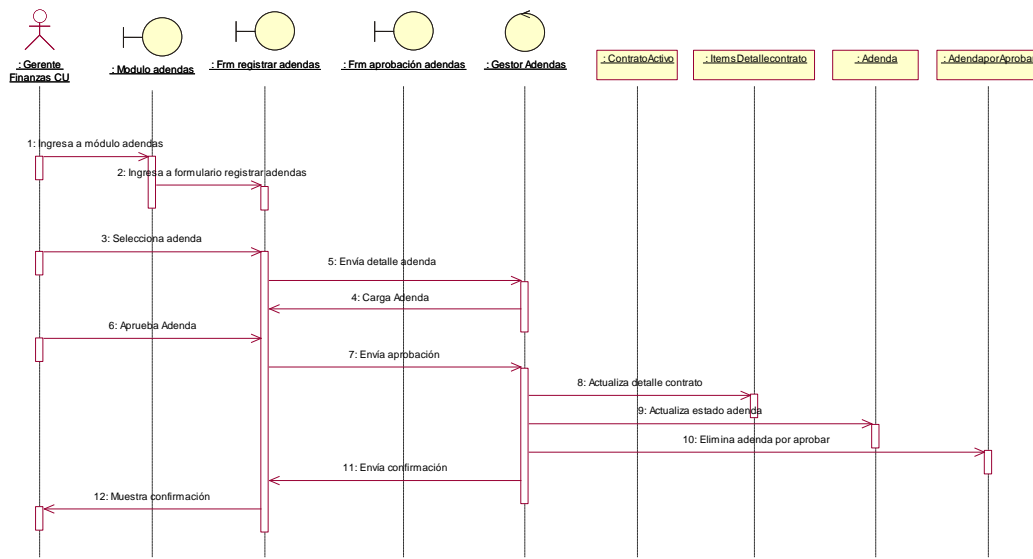 : Gerente
Finanzas CU
: Modulo adendas
: Frm registrar adendas
: Frm aprobación adendas
: Gestor Adendas
: ContratoActivo
: ItemsDetallecontrato
: Adenda
: AdendaporAprobar
1: Ingresa a módulo adendas
2: Ingresa a formulario registrar adendas
3: Selecciona adenda
5: Envía detalle adenda
4: Carga Adenda
6: Aprueba Adenda
7: Envía aprobación
8: Actualiza detalle contrato
9: Actualiza estado adenda
10: Elimina adenda por aprobar
11: Envía confirmación
12: Muestra confirmación